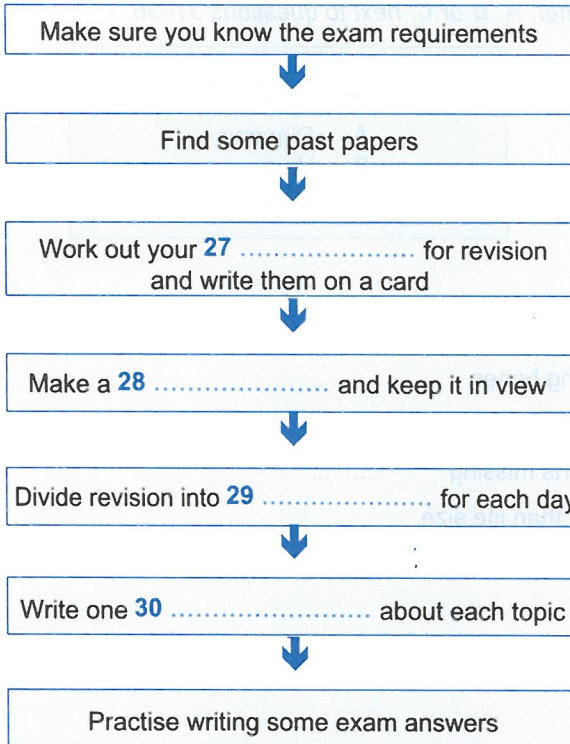 Make sure you know the exam requirements
Find some past papers
Work out your 27 ...................... for revision
and write them on a card
Make a 28 ...................... and keep it in view
Divide revision into 29 ...................... for each day
Write one 30 ......................... about each topic
Practise writing some exam answers